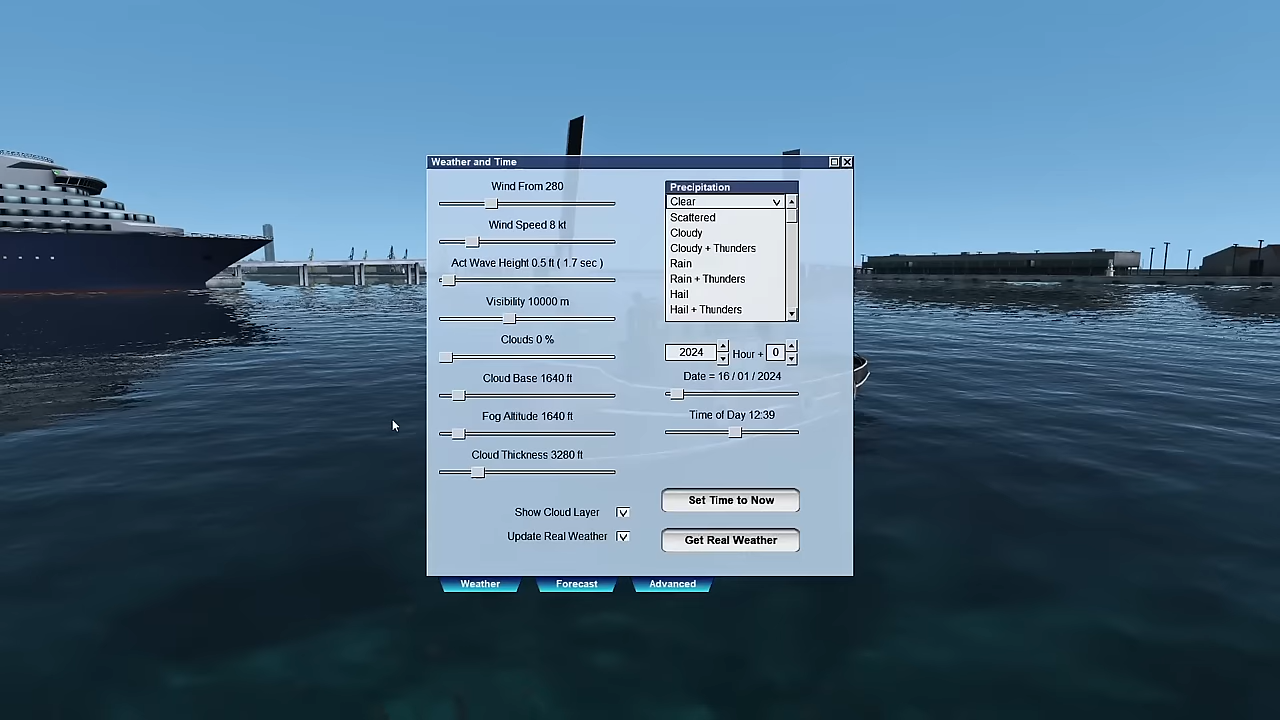 Weather and Time
Wind From 280
Wind Speed 8 kt
Act Wave Height 0.5 ft ( 1.7 sec )
Visibility 10000 m
Clouds 0 %
Cloud Base 1640 ft
Fog Altitude 1640 ft
Cloud Thickness 3280 ft
Show Cloud Layer
Update Real Weather
Precipitation
Clear
Scattered
Cloudy
Cloudy + Thunders
Rain
Rain + Thunders
Hail
Hail + Thunders
2024 Hour + 0
Date = 16 / 01 / 2024
Time of Day 12:39
Set Time to Now
Get Real Weather
Weather Forecast Advanced